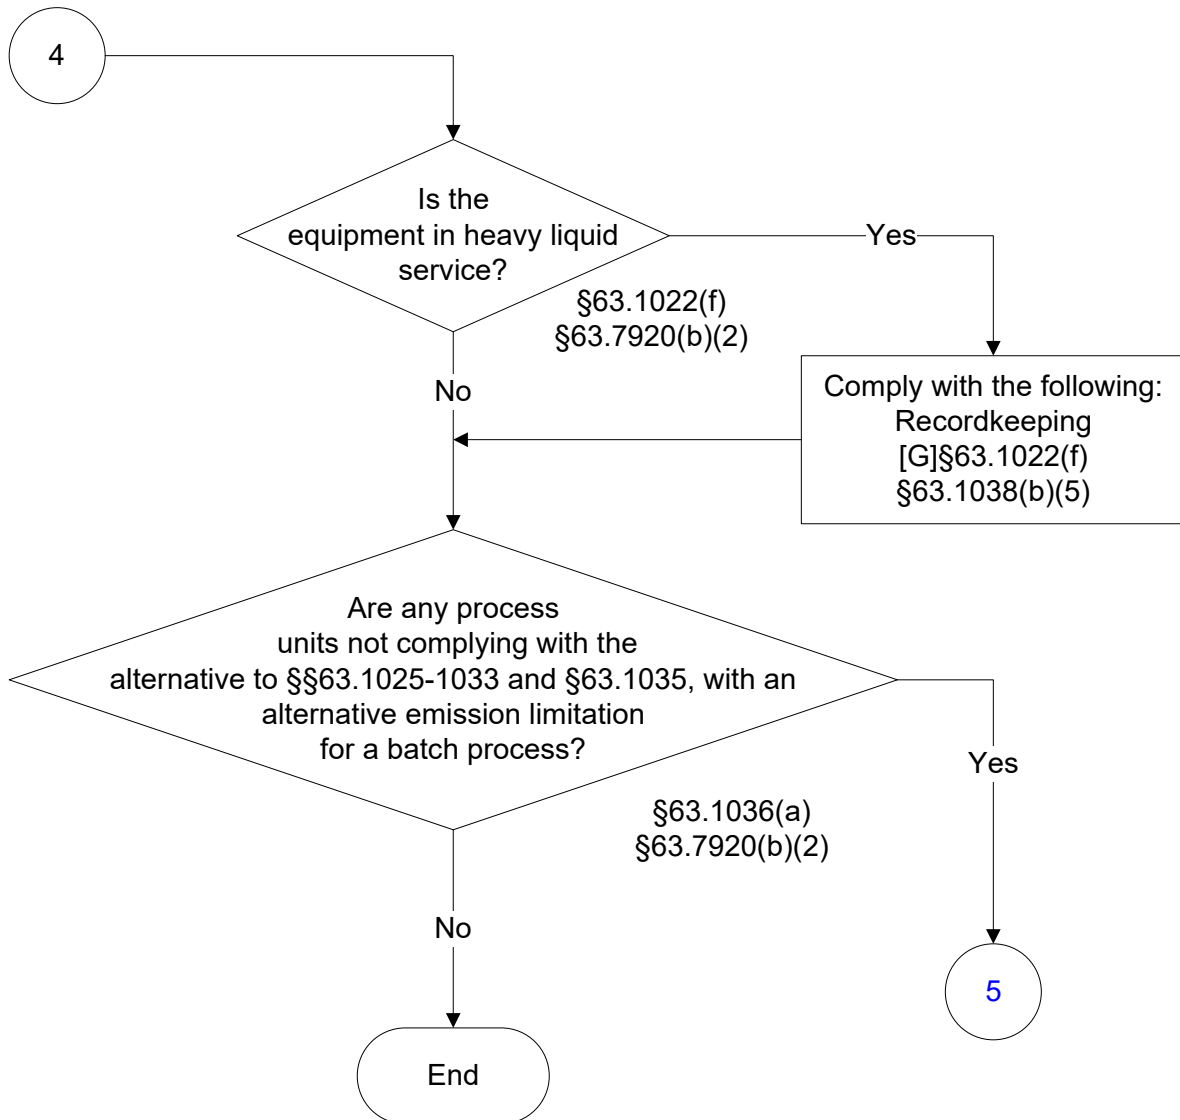 4
Is the
equipment in heavy liquid
service?
Yes
§63.1022(f)
§63.7920(b)(2)
No
Comply with the following:
Recordkeeping
[G]§63.1022(f)
§63.1038(b)(5)
Are any process
units not complying with the
alternative to §§63.1025-1033 and §63.1035, with an
alternative emission limitation
for a batch process?
Yes
§63.1036(a)
§63.7920(b)(2)
No
5
End